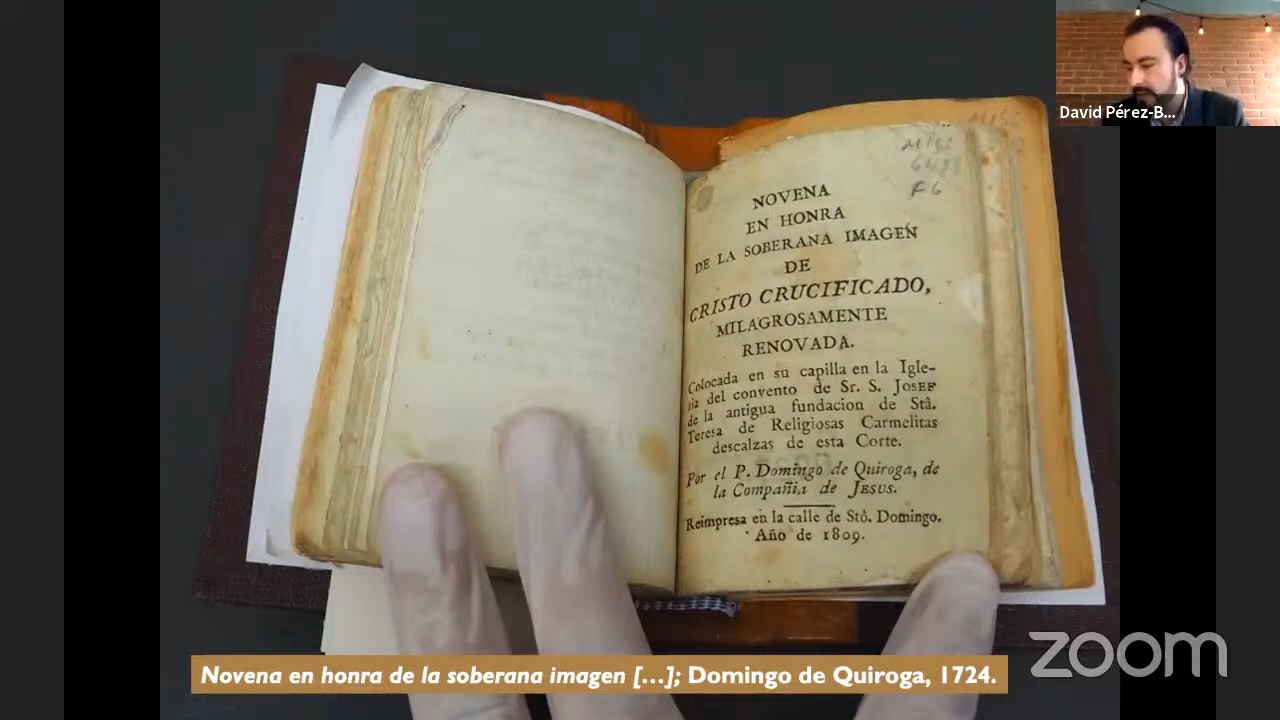 David Pérez-B...
M
F6
NOVENA
EN HONRA
DE LA SOBERANA IMAGEN
DE
CRISTO CRUCIFICADO,
MILAGROSAMENTE
RENOVADA.
Colocada en su capilla en la Igle-
sia del convento de Sr. S. JOSEF
de la antigua fundacion de Stâ.
Teresa de Religiosas Carmelitas
descalzas de esta Corte.
Por el P. Domingo de Quiroga, de
la Compañia de JESUS.
Reimpresa en la calle de Stô. Domingo.
Año de 1809.
Novena en honra de la soberana imagen [...]; Domingo de Quiroga, 1724.
zoom